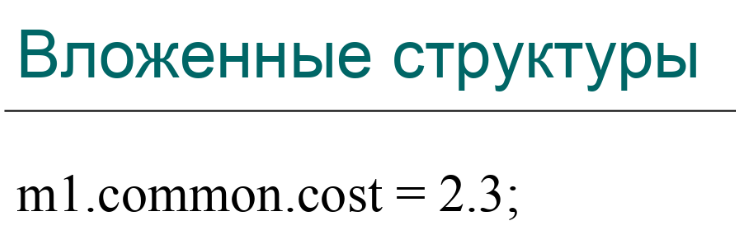 Вложенные структуры
m1.common.cost = 2.3;